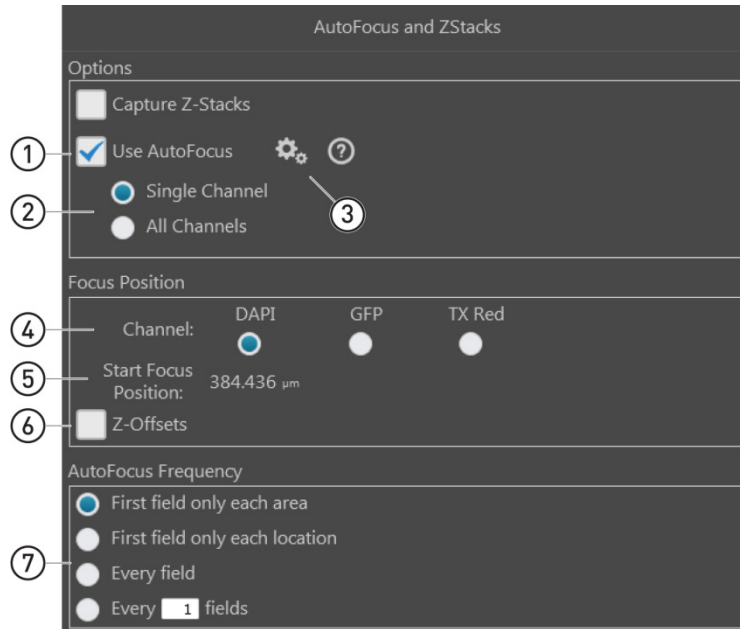 AutoFocus and ZStacks
Options
Capture Z-Stacks
1 Use AutoFocus ?
Single Channel
2
3
All Channels
Focus Position
DAPI GFP TX Red
4 Channel:
5 Start Focus
Position: 384.436 µm
6 Z-Offsets
AutoFocus Frequency
First field only each area
First field only each location
7
Every field
Every 1 fields